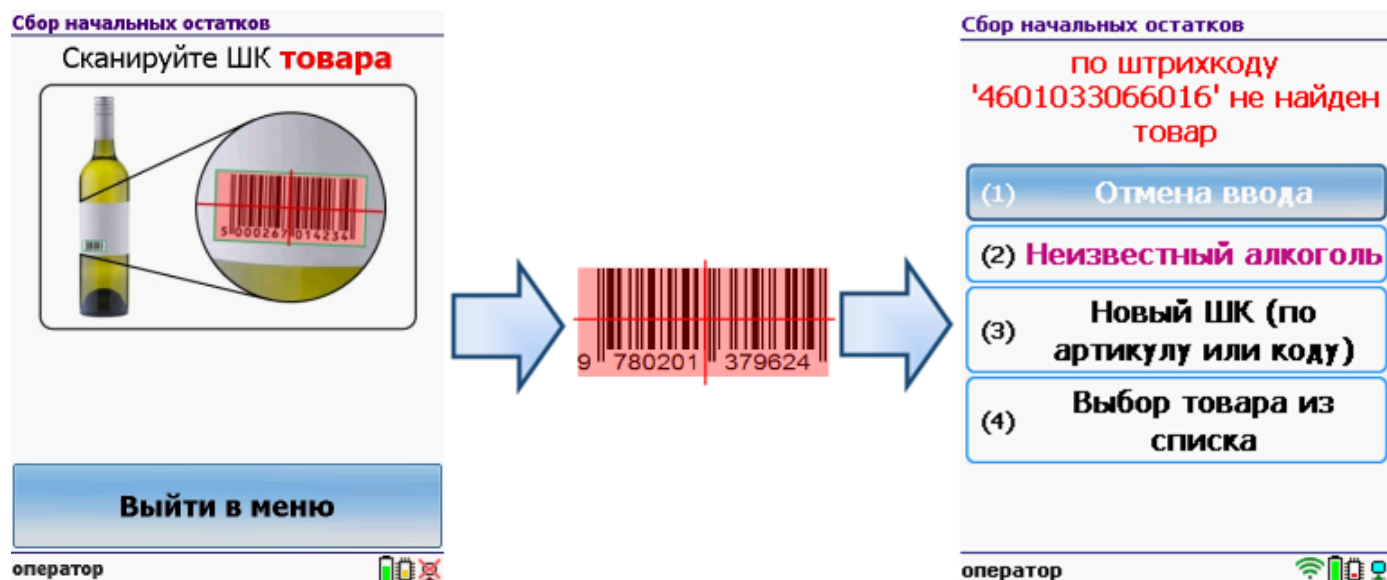 Сбор начальных остатков
Сканируйте ШК товара
5 000267 014234
Выйти в меню
оператор
9 780201 379624
Сбор начальных остатков
по штрихкоду
'4601033066016' не найден
товар
(1) Отмена ввода
(2) Неизвестный алкоголь
(3) Новый ШК (по
артикулу или коду)
(4) Выбор товара из
списка
оператор